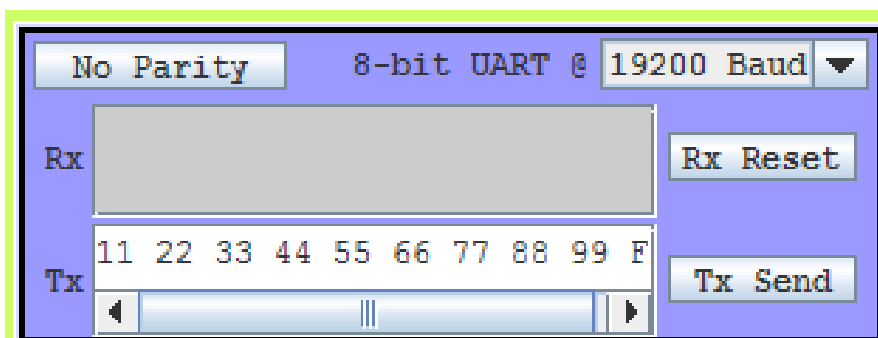 No Parity 8-bit UART @ 19200 Baud
Rx Rx Reset
11 22 33 44 55 66 77 88 99 F
Tx Tx Send